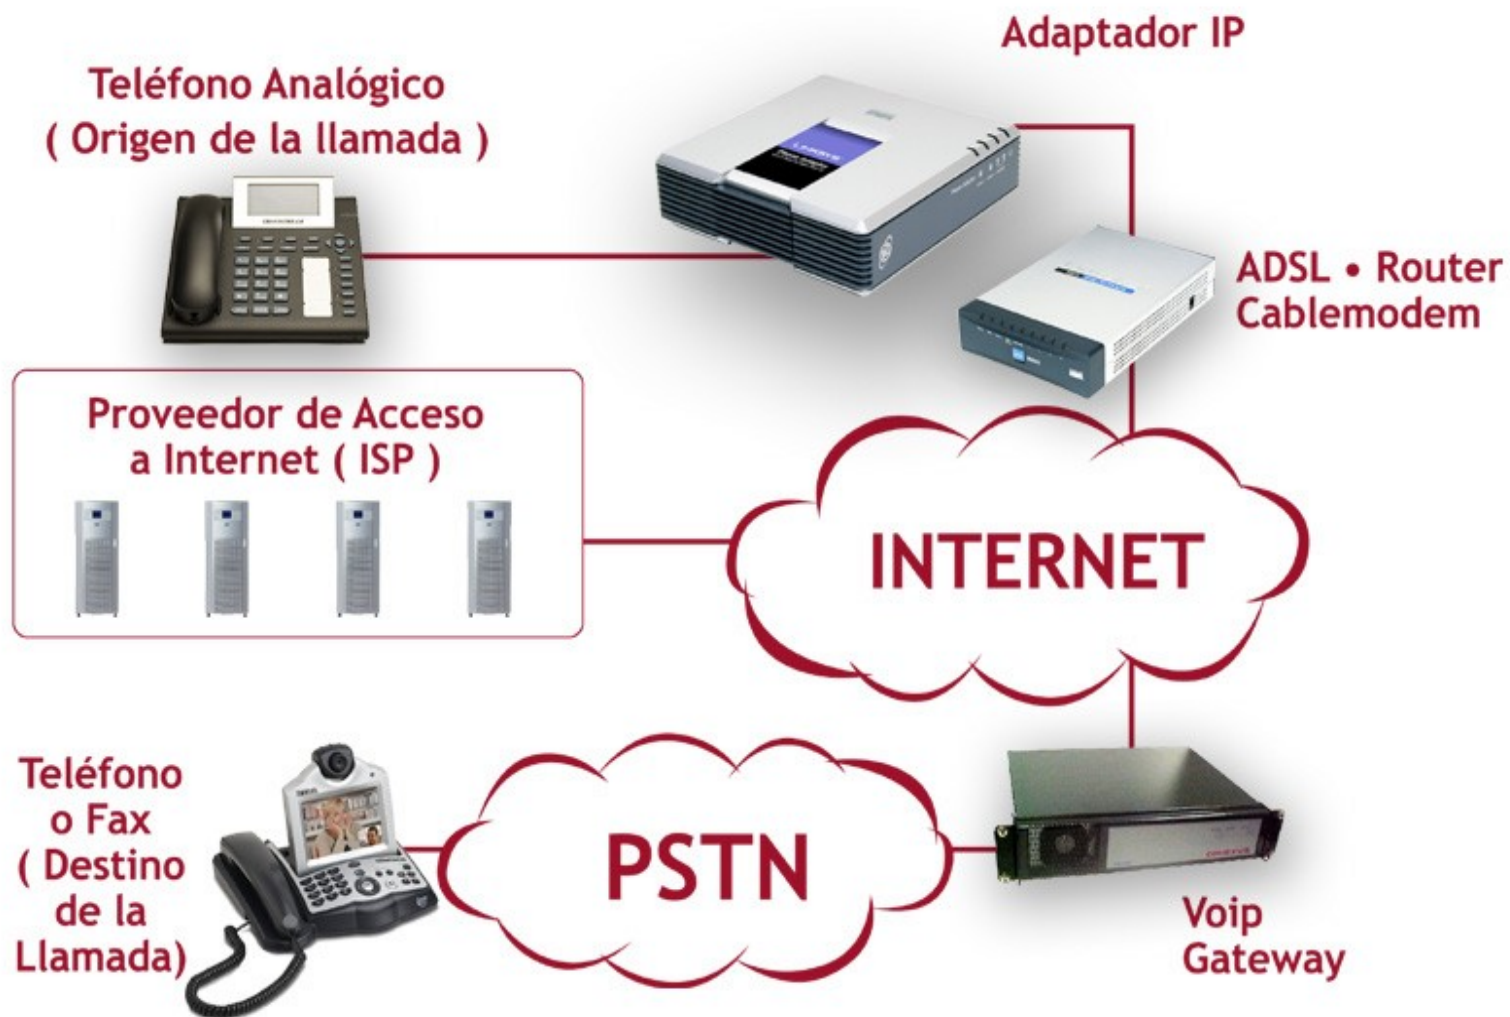 Adaptador IP
Teléfono Analógico
( Origen de la llamada )
LINKSYS
ADSL • Router
Cablemodem
Proveedor de Acceso
a Internet ( ISP )
INTERNET
Teléfono
o Fax
( Destino
de la
Llamada)
PSTN
Voip
Gateway